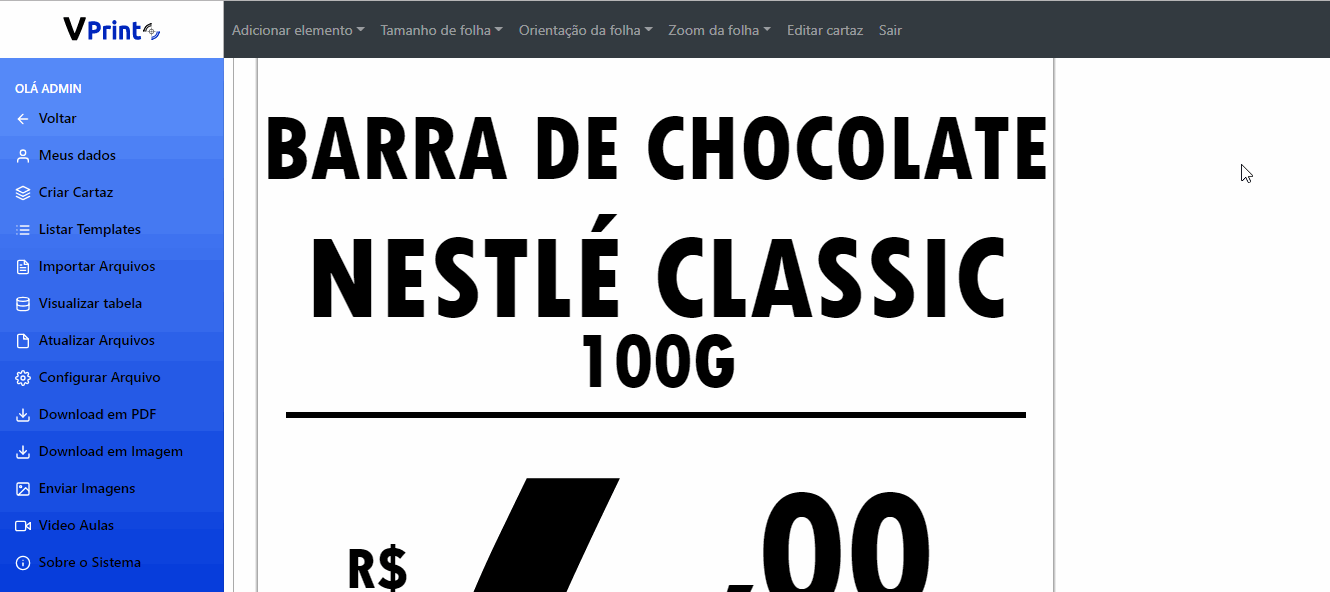 VPrint
Adicionar elemento Tamanho de folha Orientação da folha Zoom da folha Editar cartaz Sair
OLÁ ADMIN
Voltar
Meus dados
Criar Cartaz
Listar Templates
Importar Arquivos
Visualizar tabela
Atualizar Arquivos
Configurar Arquivo
Download em PDF
Download em Imagem
Enviar Imagens
Video Aulas
Sobre o Sistema
BARRA DE CHOCOLATE
NESTLÉ CLASSIC
100G
R$ ,00